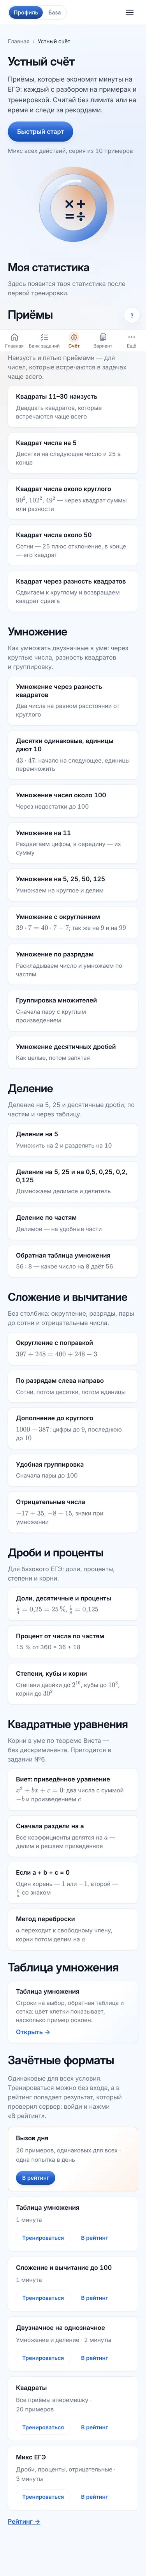 Профиль База
Главная / Устный счёт
Устный счёт
Приёмы, которые экономят минуты на
ЕГЭ: каждый с разбором на примерах и
тренировкой. Считай без лимита или на
время и следи за рекордами.
Быстрый старт
Микс всех действий, серия из 10 примеров
× + ÷ =
Моя статистика
Здесь появится твоя статистика после
первой тренировки.
Приёмы ?
Главная Банк заданий Счёт Вариант Ещё
Наизусть и пятью приёмами — для
квадратов, которые встречаются в задачах
чаще всего.
Квадраты 11–30 наизусть
Двадцать квадратов, которые
встречаются чаще всего
Квадрат числа на 5
Десятки на следующее число и 25 в
конце
Квадрат числа около круглого
99², 102², 49² — через квадрат суммы
или разности
Квадрат числа около 50
Сотни — 25 плюс отклонение, в конце
— его квадрат
Квадрат через разность квадратов
Сдвигаем к круглому и возвращаем
квадрат сдвига
Умножение
Как умножать двузначные в уме: через
круглые числа, разность квадратов
и группировку.
Умножение через разность
квадратов
Два числа на равном расстоянии от
круглого
Десятки одинаковые, единицы
дают 10
43 · 47: начало на следующее, единицы
перемножить
Умножение чисел около 100
Через недостатки до 100
Умножение на 11
Раздвигаем цифры, в середину — их
сумму
Умножение на 5, 25, 50, 125
Умножаем на круглое и делим
Умножение с округлением
39 · 7 = 40 · 7 − 7; так же на 9 и на 99
Умножение по разрядам
Раскладываем число и умножаем по
частям
Группировка множителей
Сначала пару с круглым
произведением
Умножение десятичных дробей
Как целые, потом запятая
Деление
Деление на 5, 25 и десятичные дроби, по
частям и через таблицу.
Деление на 5
Умножить на 2 и разделить на 10
Деление на 5, 25 и на 0,5, 0,25, 0,2,
0,125
Домножаем делимое и делитель
Деление по частям
Делимое — на удобные части
Обратная таблица умножения
56 : 8 — какое число на 8 даёт 56
Сложение и вычитание
Без столбика: округление, разряды, пары
до сотни и отрицательные числа.
Округление с поправкой
397 + 248 = 400 + 248 − 3
По разрядам слева направо
Сотни, потом десятки, потом единицы
Дополнение до круглого
1000 − 387: цифры до 9, последнюю
до 10
Удобная группировка
Сначала пары до 100
Отрицательные числа
−17 + 35, −8 − 15, знаки при
умножении
Дроби и проценты
Для базового ЕГЭ: доли, проценты,
степени и корни.
Доли, десятичные и проценты
1/4 = 0,25 = 25 %, 1/8 = 0,125
Процент от числа по частям
15 % от 360 = 36 + 18
Степени, кубы и корни
Степени двойки до 2¹⁰, кубы до 10³,
корни до 30²
Квадратные уравнения
Корни в уме по теореме Виета —
без дискриминанта. Пригодится в
задании №6.
Виет: приведённое уравнение
x² + bx + c = 0: два числа с суммой
−b и произведением c
Сначала раздели на a
Все коэффициенты делятся на a —
делим и решаем приведённое
Если a + b + c = 0
Один корень — 1 или −1, второй —
c/a со знаком
Метод переброски
a переходит к свободному члену,
корни потом делим на a
Таблица умножения
Таблица умножения
Строки на выбор, обратная таблица и
сетка: цвет клетки показывает,
насколько пример освоен.
Открыть →
Зачётные форматы
Одинаковые для всех условия.
Тренироваться можно без входа, а в
рейтинг попадает результат, который
проверил сервер: войди и нажми
«В рейтинг».
Вызов дня
20 примеров, одинаковых для всех ·
одна попытка в день
В рейтинг
Таблица умножения
1 минута
Тренироваться В рейтинг
Сложение и вычитание до 100
1 минута
Тренироваться В рейтинг
Двузначное на однозначное
Умножение и деление · 2 минуты
Тренироваться В рейтинг
Квадраты
Все приёмы вперемешку ·
20 примеров
Тренироваться В рейтинг
Микс ЕГЭ
Дроби, проценты, отрицательные ·
3 минуты
Тренироваться В рейтинг
Рейтинг →